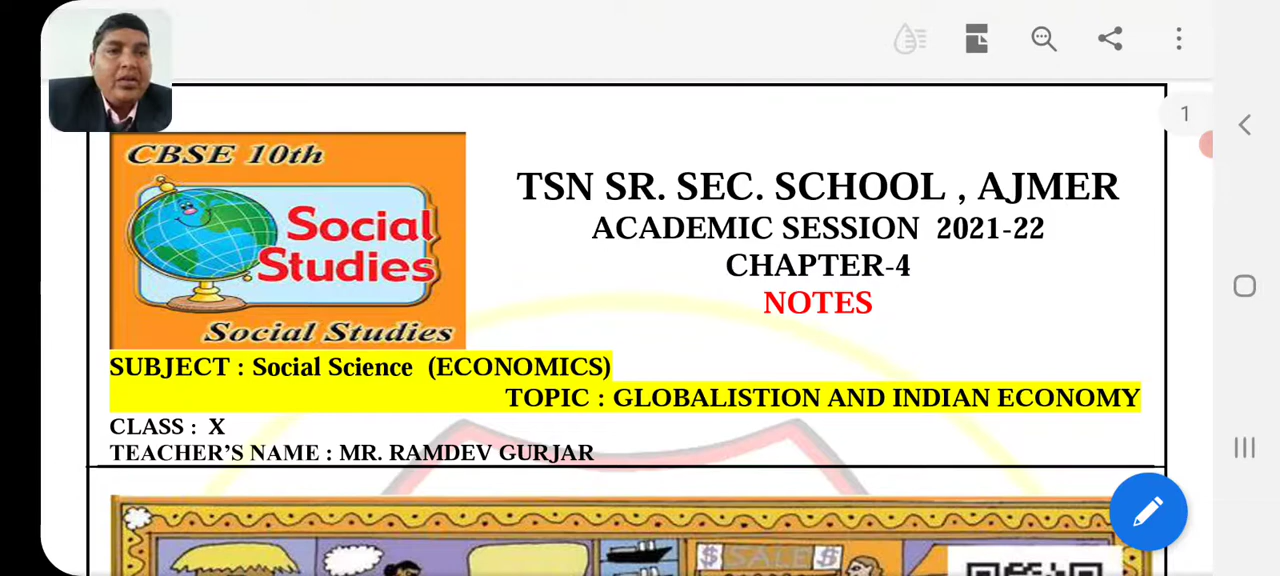 1
CBSE 10th
Social
Studies
Social Studies
TSN SR. SEC. SCHOOL , AJMER
ACADEMIC SESSION 2021-22
CHAPTER-4
NOTES
SUBJECT : Social Science (ECONOMICS)
TOPIC : GLOBALISTION AND INDIAN ECONOMY
CLASS : X
TEACHER'S NAME : MR. RAMDEV GURJAR
$ SALE $